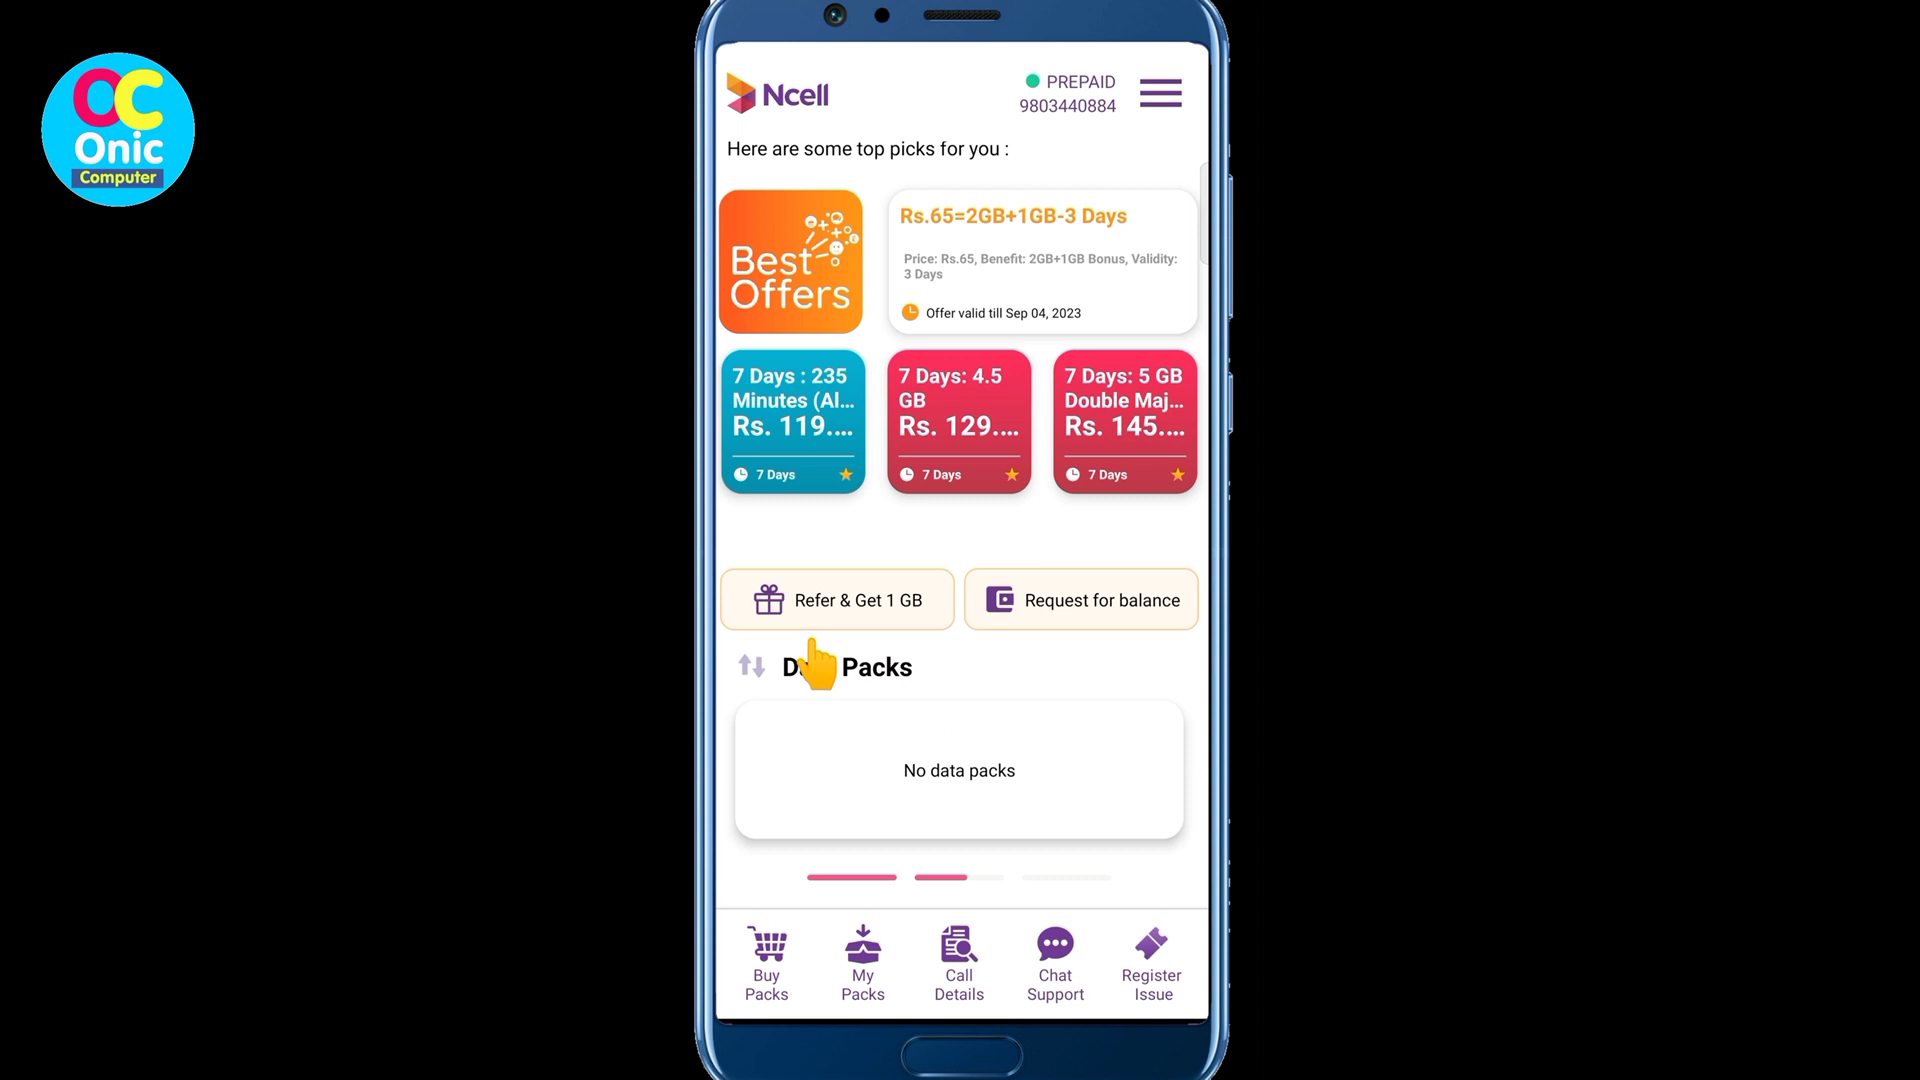 OC
Onic
Computer
Ncell
PREPAID
9803440884
Here are some top picks for you :
Best
Offers
Rs.65=2GB+1GB-3 Days
Price: Rs.65, Benefit: 2GB+1GB Bonus, Validity:
3 Days
Offer valid till Sep 04, 2023
7 Days : 235
Minutes (Al...
Rs. 119....
7 Days
7 Days: 4.5
GB
Rs. 129....
7 Days
7 Days: 5 GB
Double Maj...
Rs. 145....
7 Days
Refer & Get 1 GB
Request for balance
Packs
No data packs
Buy
Packs
My
Packs
Call
Details
Chat
Support
Register
Issue